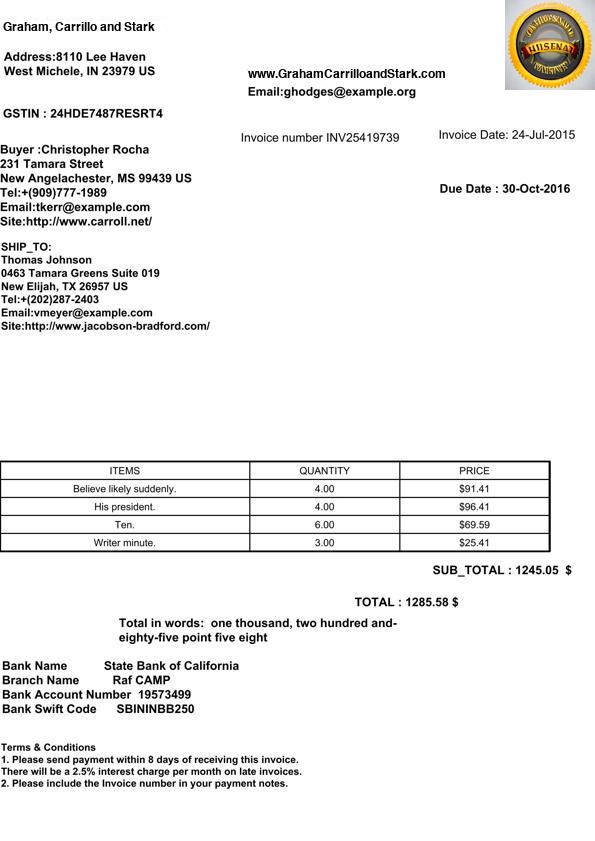 Graham, Carrillo and Stark
Address:8110 Lee Haven
West Michele, IN 23979 US
www.GrahamCarrilloandStark.com
Email:ghodges@example.org
GSTIN : 24HDE7487RESRT4
Invoice number INV25419739
Invoice Date: 24-Jul-2015
Due Date : 30-Oct-2016
Buyer :Christopher Rocha
231 Tamara Street
New Angelachester, MS 99439 US
Tel:+(909)777-1989
Email:tkerr@example.com
Site:http://www.carroll.net/
SHIP_TO:
Thomas Johnson
0463 Tamara Greens Suite 019
New Elijah, TX 26957 US
Tel:+(202)287-2403
Email:vmeyer@example.com
Site:http://www.jacobson-bradford.com/
ITEMS QUANTITY PRICE
Believe likely suddenly. 4.00 $91.41
His president. 4.00 $96.41
Ten. 6.00 $69.59
Writer minute. 3.00 $25.41
SUB_TOTAL : 1245.05 $
TOTAL : 1285.58 $
Total in words: one thousand, two hundred and-
eighty-five point five eight
Bank Name State Bank of California
Branch Name Raf CAMP
Bank Account Number 19573499
Bank Swift Code SBININBB250
Terms & Conditions
1. Please send payment within 8 days of receiving this invoice.
There will be a 2.5% interest charge per month on late invoices.
2. Please include the Invoice number in your payment notes.